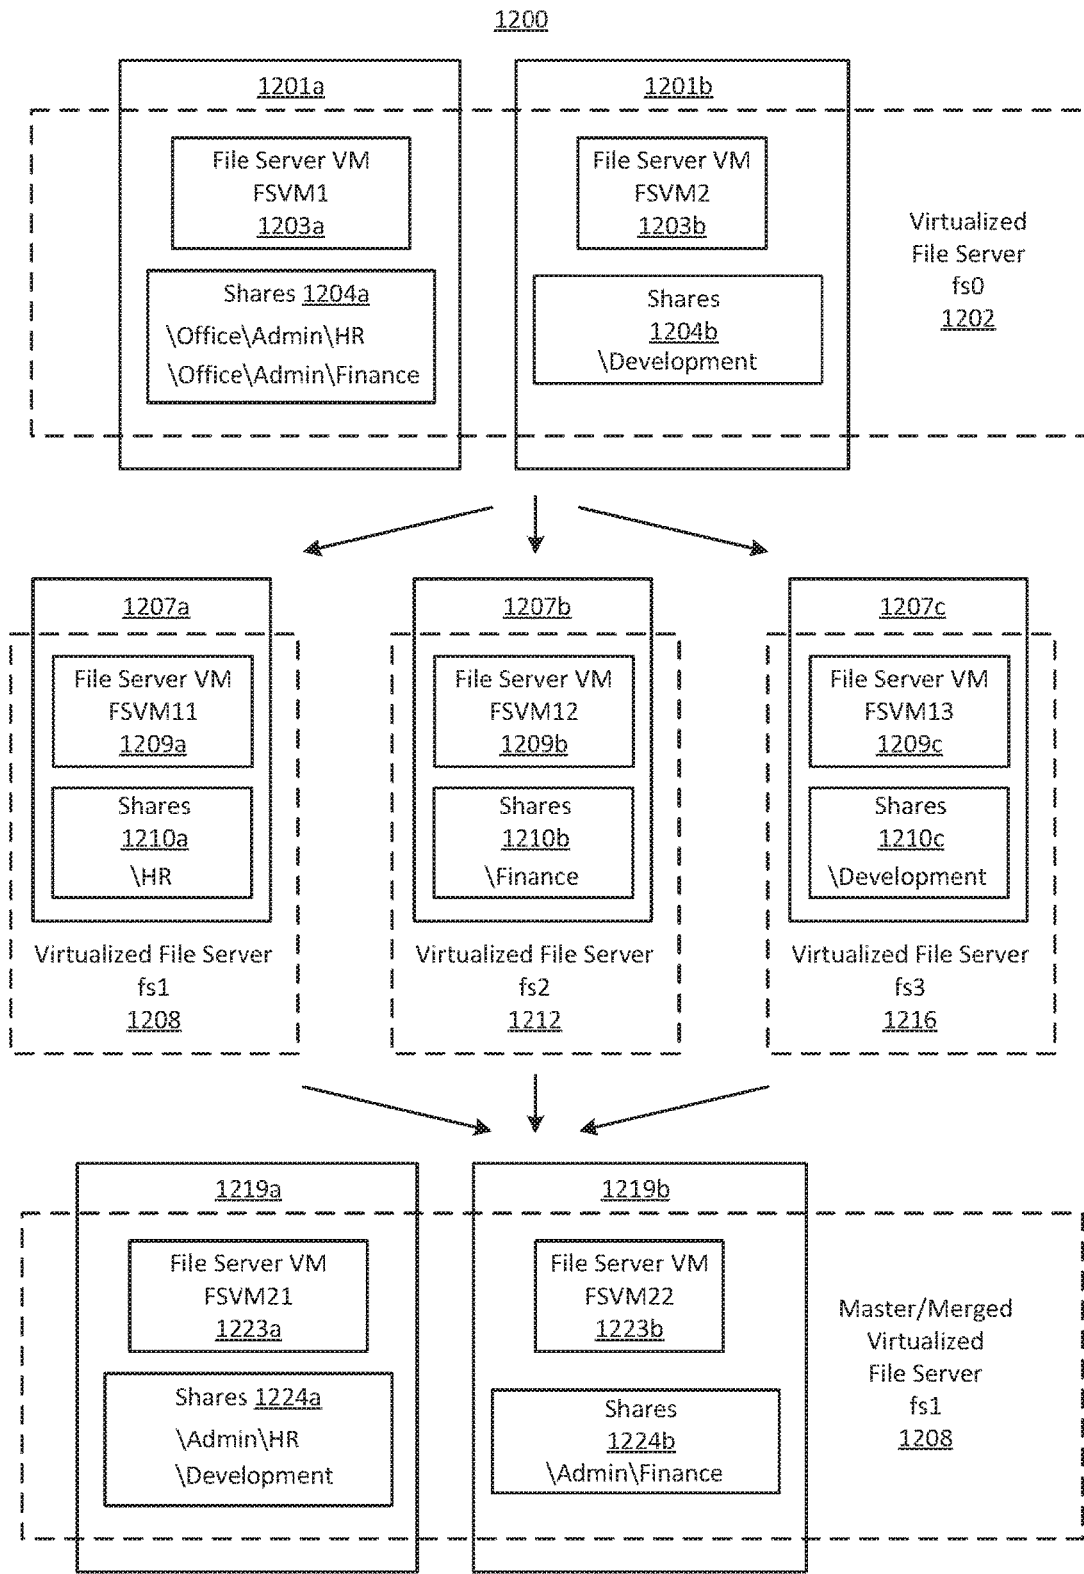 1200
1201a
File Server VM
FSVM1
1203a
Shares 1204a
\Office\Admin\HR
\Office\Admin\Finance
1201b
File Server VM
FSVM2
1203b
Shares
1204b
\Development
Virtualized
File Server
fs0
1202
1207a
File Server VM
FSVM11
1209a
Shares
1210a
\HR
Virtualized File Server
fs1
1208
1207b
File Server VM
FSVM12
1209b
Shares
1210b
\Finance
Virtualized File Server
fs2
1212
1207c
File Server VM
FSVM13
1209c
Shares
1210c
\Development
Virtualized File Server
fs3
1216
1219a
File Server VM
FSVM21
1223a
Shares 1224a
\Admin\HR
\Development
1219b
File Server VM
FSVM22
1223b
Shares
1224b
\Admin\Finance
Master/Merged
Virtualized
File Server
fs1
1208